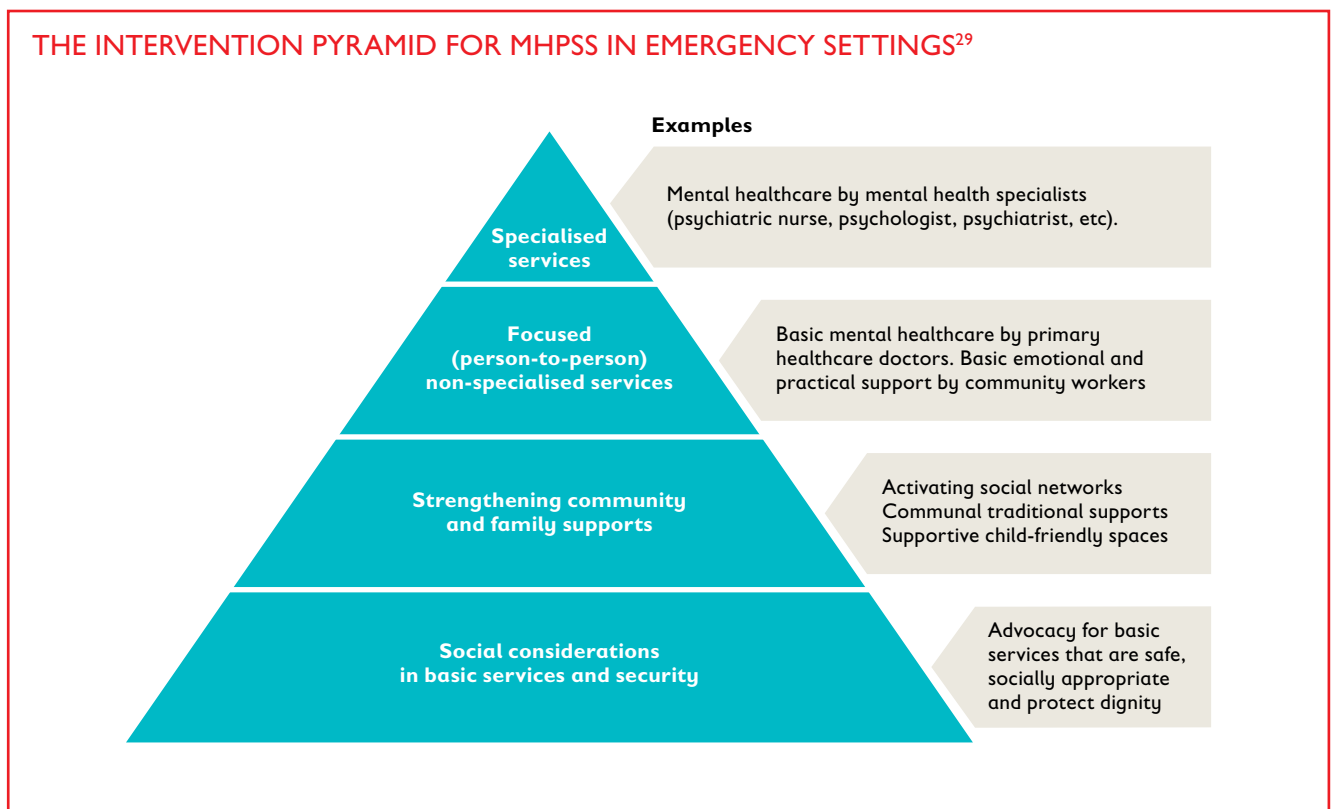 THE INTERVENTION PYRAMID FOR MHPSS IN EMERGENCY SETTINGS29
Examples
Specialised
services
Mental healthcare by mental health specialists
(psychiatric nurse, psychologist, psychiatrist, etc).
Focused
(person-to-person)
non-specialised services
Basic mental healthcare by primary
healthcare doctors. Basic emotional and
practical support by community workers
Strengthening community
and family supports
Activating social networks
Communal traditional supports
Supportive child-friendly spaces
Social considerations
in basic services and security
Advocacy for basic
services that are safe,
socially appropriate
and protect dignity